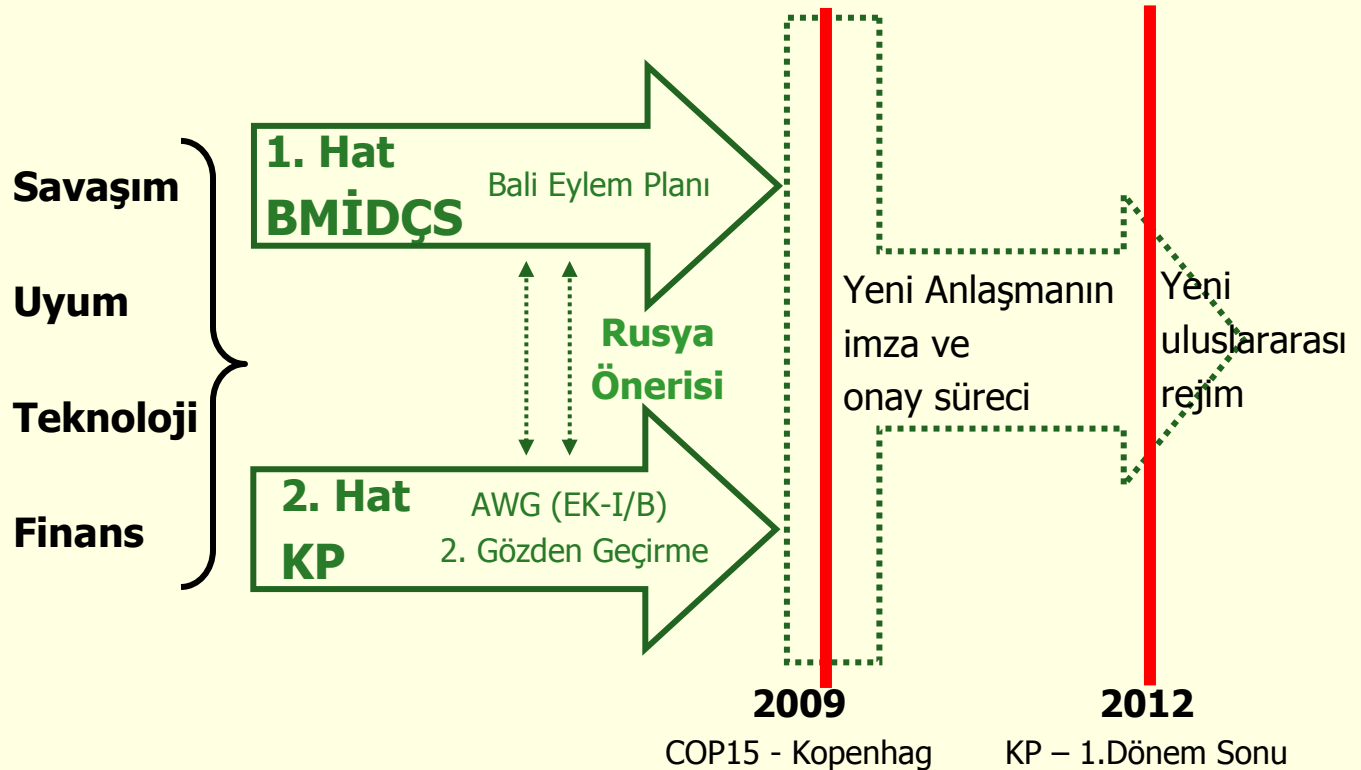 Savaşım
Uyum
Teknoloji
Finans
1. Hat
BMİDÇS
Bali Eylem Planı
Rusya
Önerisi
2. Hat
KP
AWG (EK-I/B)
2. Gözden Geçirme
Yeni Anlaşmanın
imza ve
onay süreci
Yeni
uluslararası
rejim
2009
COP15 - Kopenhag
2012
KP – 1.Dönem Sonu